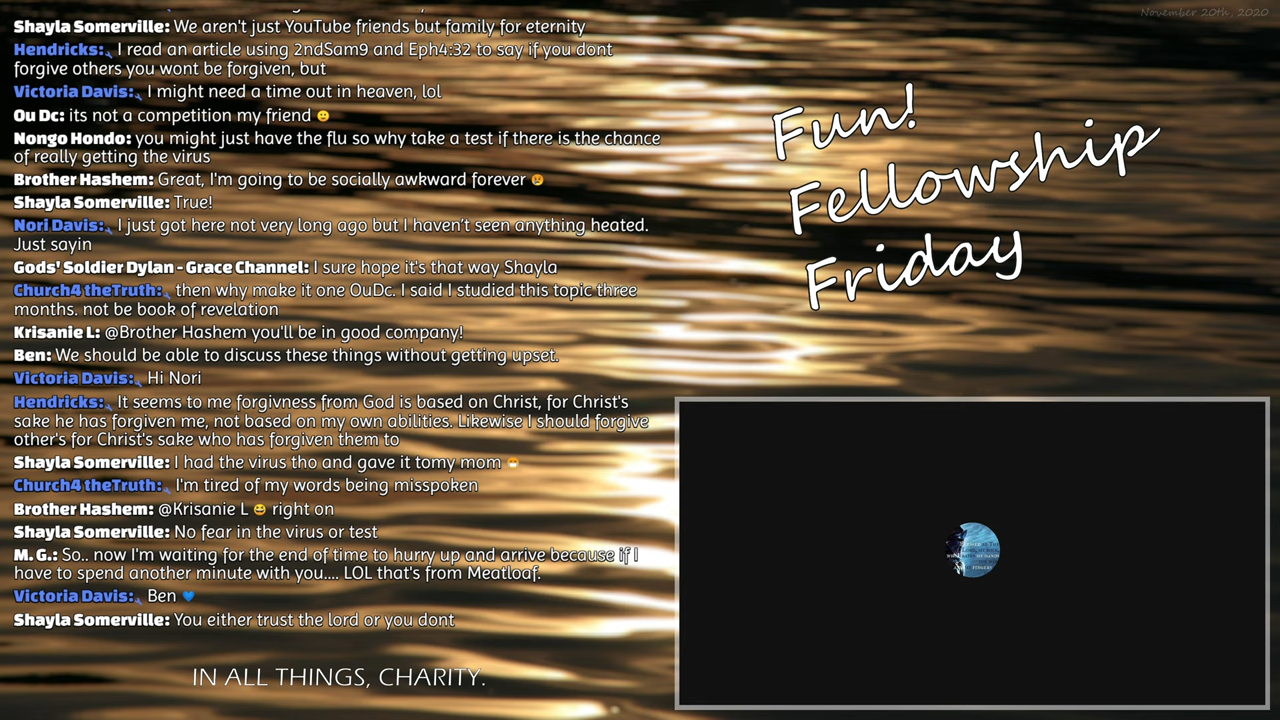 November 20th, 2020
Shayla Somerville: We aren't just YouTube friends but family for eternity
Hendricks: I read an article using 2ndSam9 and Eph4:32 to say if you dont
forgive others you wont be forgiven, but
Victoria Davis: I might need a time out in heaven, lol
Ou Dc: its not a competition my friend 🙂
Nongo Hondo: you might just have the flu so why take a test if there is the chance
of really getting the virus
Brother Hashem: Great, I'm going to be socially awkward forever 😢
Shayla Somerville: True!
Nori Davis: I just got here not very long ago but I haven't seen anything heated.
Just sayin
Gods' Soldier Dylan - Grace Channel: I sure hope it's that way Shayla
Church4 theTruth: then why make it one OuDc. I said I studied this topic three
months. not be book of revelation
Krisanie L: @Brother Hashem you'll be in good company!
Ben: We should be able to discuss these things without getting upset.
Victoria Davis: Hi Nori
Hendricks: It seems to me forgivness from God is based on Christ, for Christ's
sake he has forgiven me, not based on my own abilities. Likewise I should forgive
other's for Christ's sake who has forgiven them to
Shayla Somerville: I had the virus tho and gave it tomy mom 😷
Church4 theTruth: I'm tired of my words being misspoken
Brother Hashem: @Krisanie L 😄 right on
Shayla Somerville: No fear in the virus or test
M. G.: So.. now I'm waiting for the end of time to hurry up and arrive because if I
have to spend another minute with you.... LOL that's from Meatloaf.
Victoria Davis: Ben 💙
Shayla Somerville: You either trust the lord or you dont
IN ALL THINGS, CHARITY.
Fun!
Fellowship
Friday